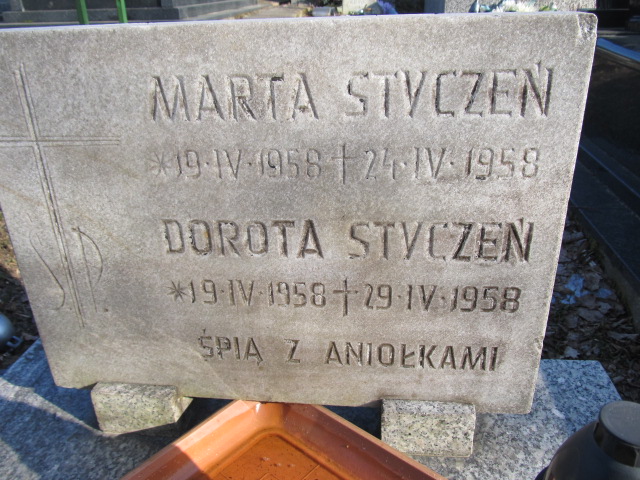 MARTA STYCZEŃ
*19·IV·1958 †24·IV·1958
DOROTA STYCZEŃ
*19·IV·1958 †29·IV·1958
Ś.P.
ŚPIĄ Z ANIOŁKAMI